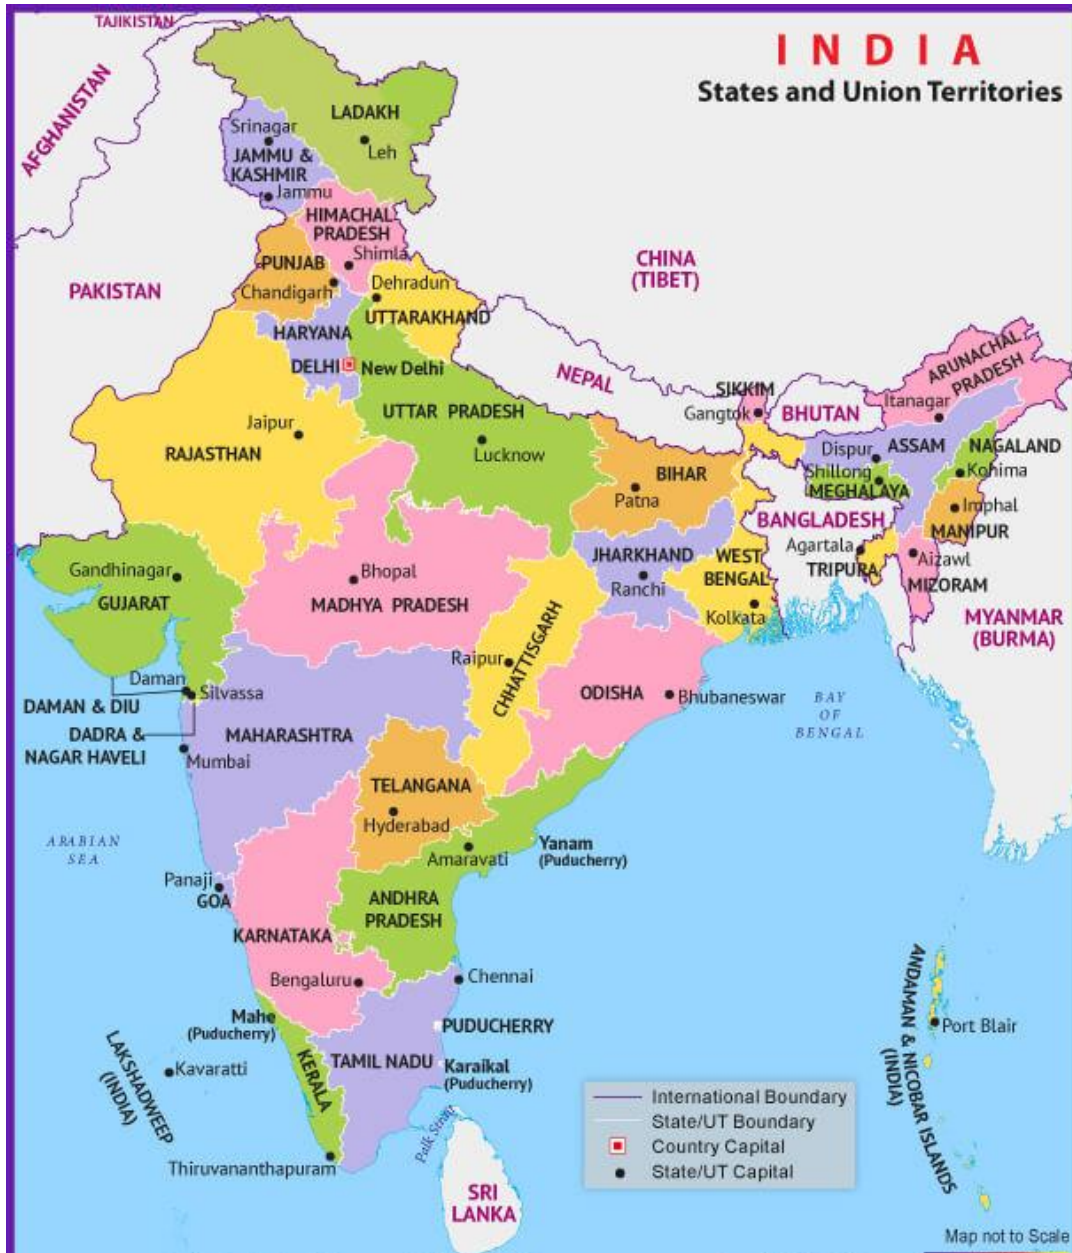 INDIA
States and Union Territories
TAJIKISTAN
AFGHANISTAN
LADAKH
Leh
Srinagar
JAMMU &
KASHMIR
Jammu
HIMACHAL
PRADESH
Shimla
PUNJAB
Chandigarh
Dehradun
UTTARAKHAND
PAKISTAN
CHINA
(TIBET)
HARYANA
DELHI
New Delhi
NEPAL
UTTAR PRADESH
Lucknow
Jaipur
RAJASTHAN
SIKKIM
Gangtok
BHUTAN
ARUNACHAL
PRADESH
Itanagar
Dispur
ASSAM
NAGALAND
Kohima
Shillong
MEGHALAYA
Imphal
MANIPUR
BIHAR
Patna
BANGLADESH
Agartala
TRIPURA
Aizawl
MIZORAM
MYANMAR
(BURMA)
JHARKHAND
Ranchi
WEST
BENGAL
Kolkata
Gandhinagar
GUJARAT
Bhopal
MADHYA PRADESH
Raipur
CHHATTISGARH
ODISHA
Bhubaneswar
BAY
OF
BENGAL
Daman
Silvassa
DAMAN & DIU
DADRA &
NAGAR HAVELI
MAHARASHTRA
Mumbai
TELANGANA
Hyderabad
ARABIAN
SEA
Amaravati
Yanam
(Puducherry)
Panaji
GOA
ANDHRA
PRADESH
KARNATAKA
Bengaluru
Chennai
Mahe
(Puducherry)
PUDUCHERRY
KERALA
TAMIL NADU
Karaikal
(Puducherry)
LAKSHADWEEP
(INDIA)
Kavaratti
Thiruvananthapuram
Palk Strait
SRI
LANKA
ANDAMAN & NICOBAR ISLANDS
(INDIA)
Port Blair
International Boundary
State/UT Boundary
Country Capital
State/UT Capital
Map not to Scale